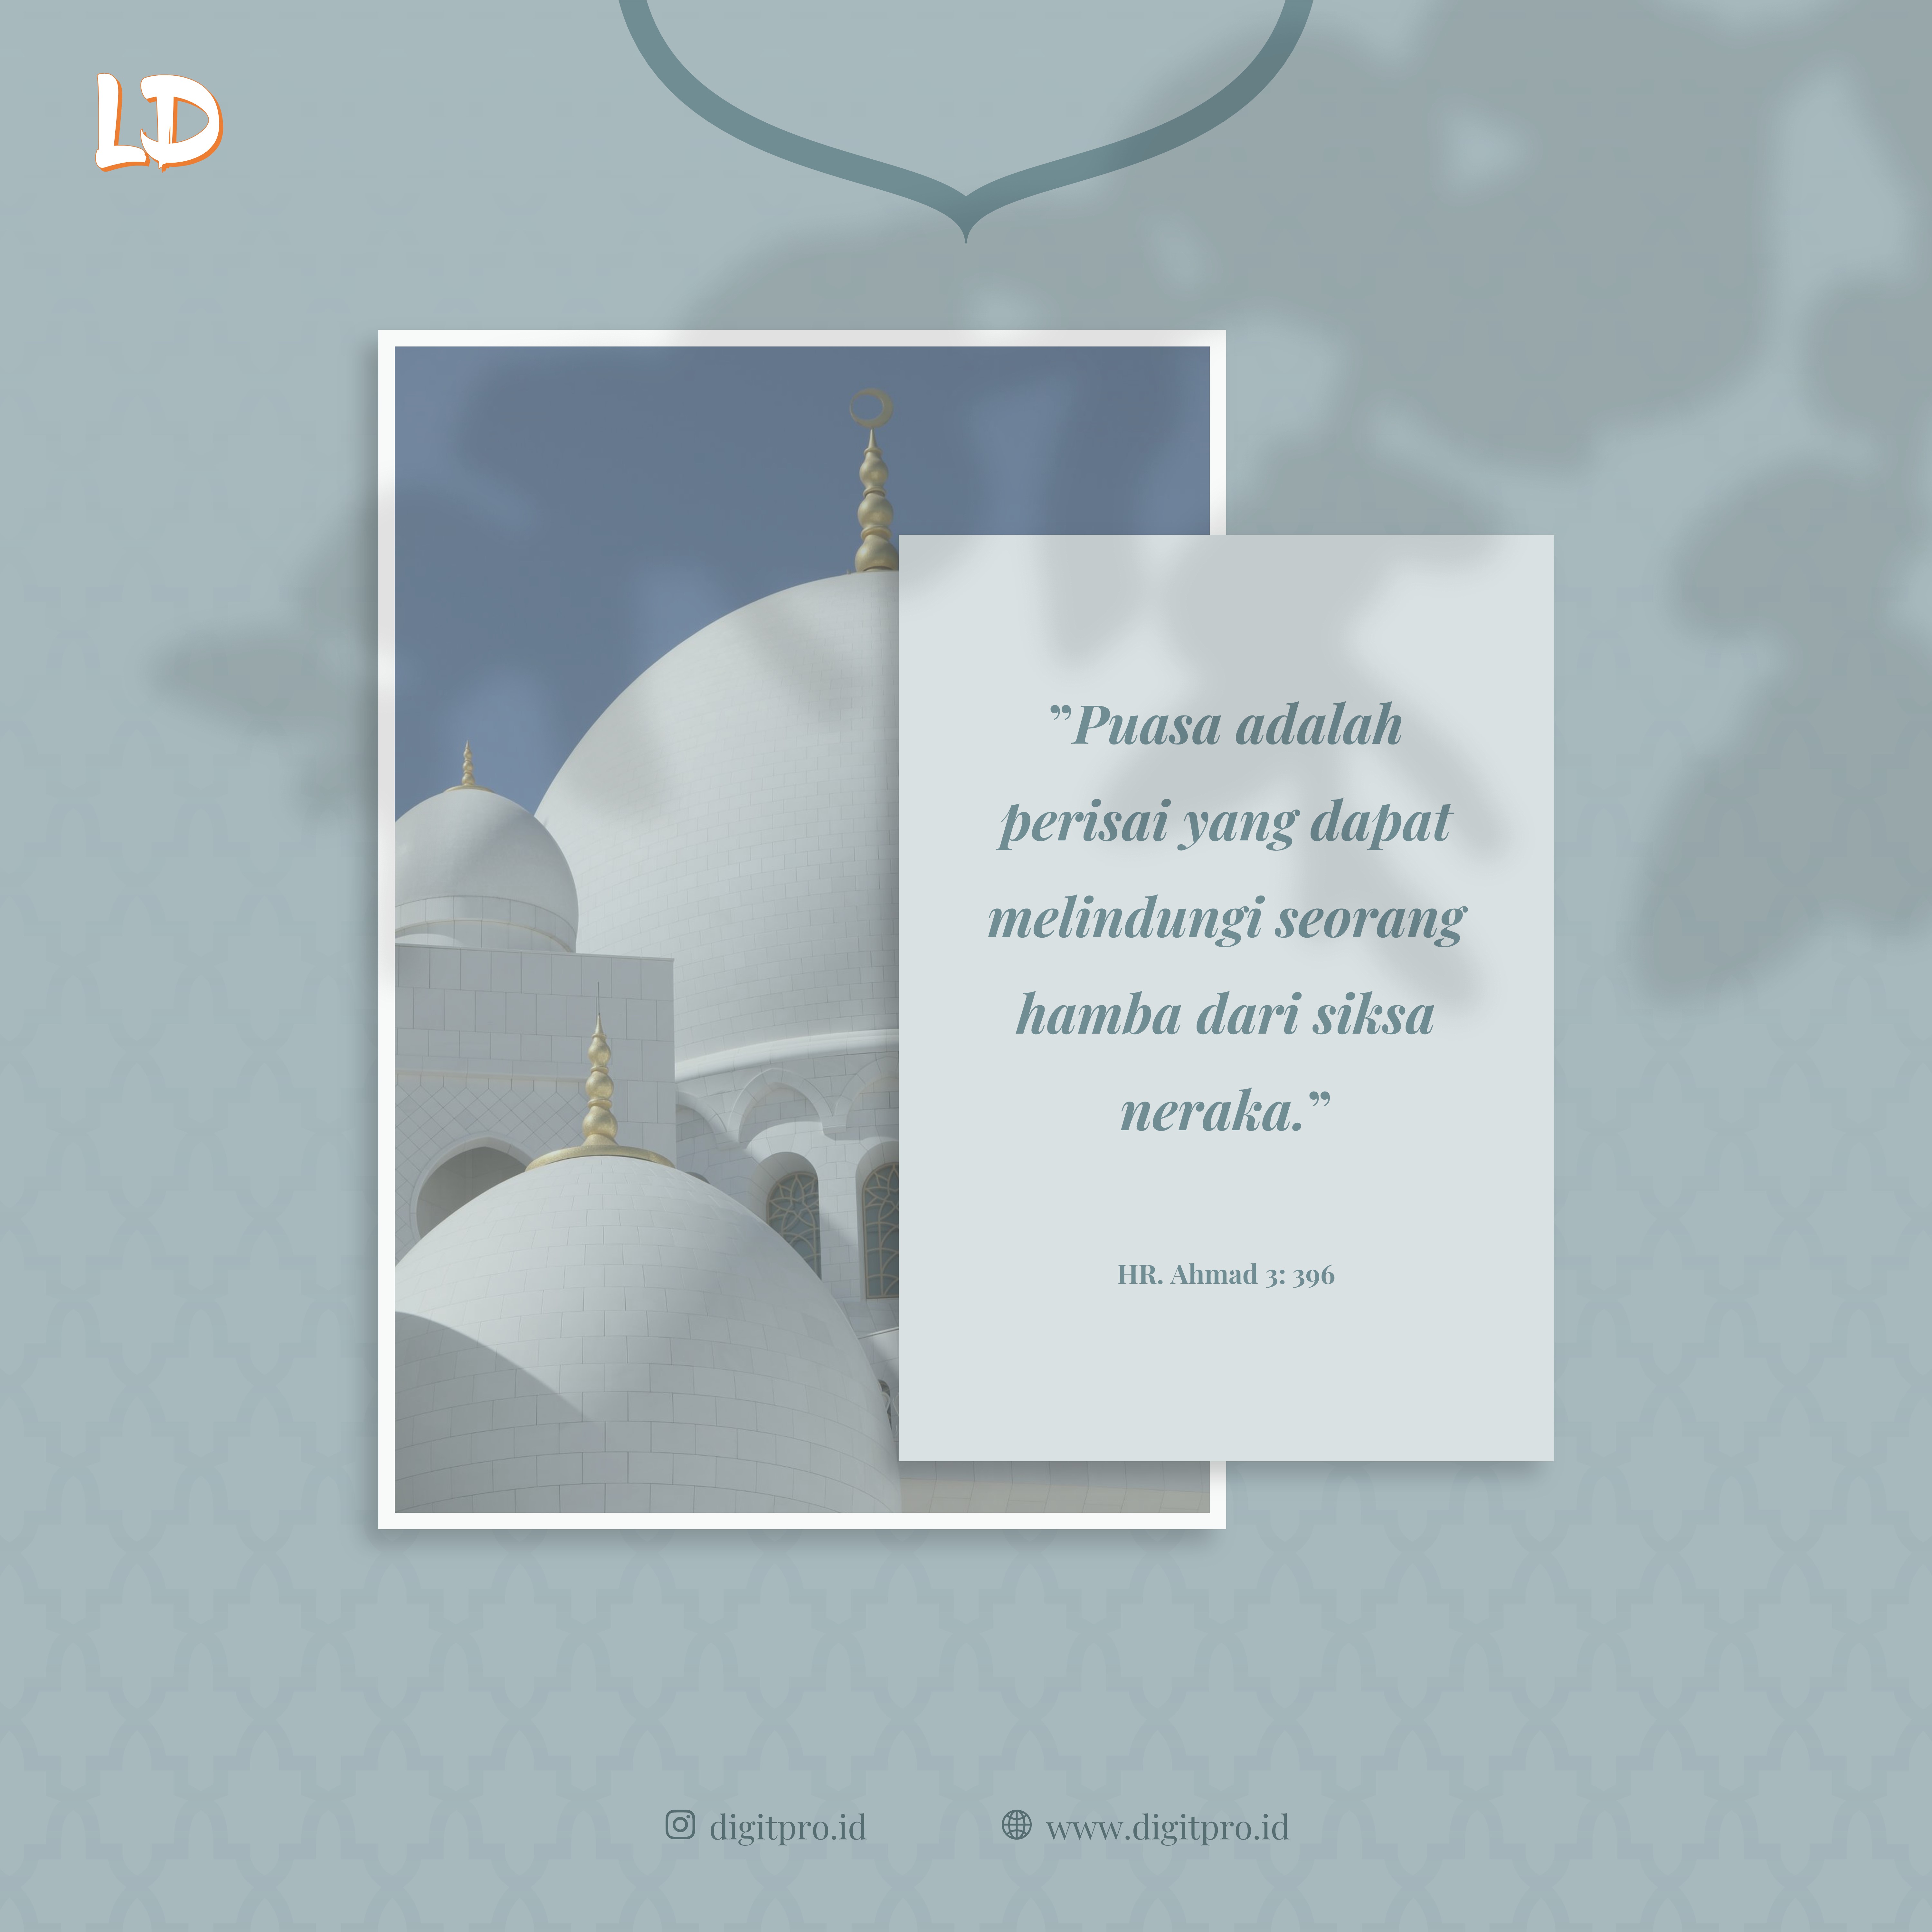 LD
”Puasa adalah
perisai yang dapat
melindungi seorang
hamba dari siksa
neraka.”
HR. Ahmad 3: 396
digitpro.id
www.digitpro.id